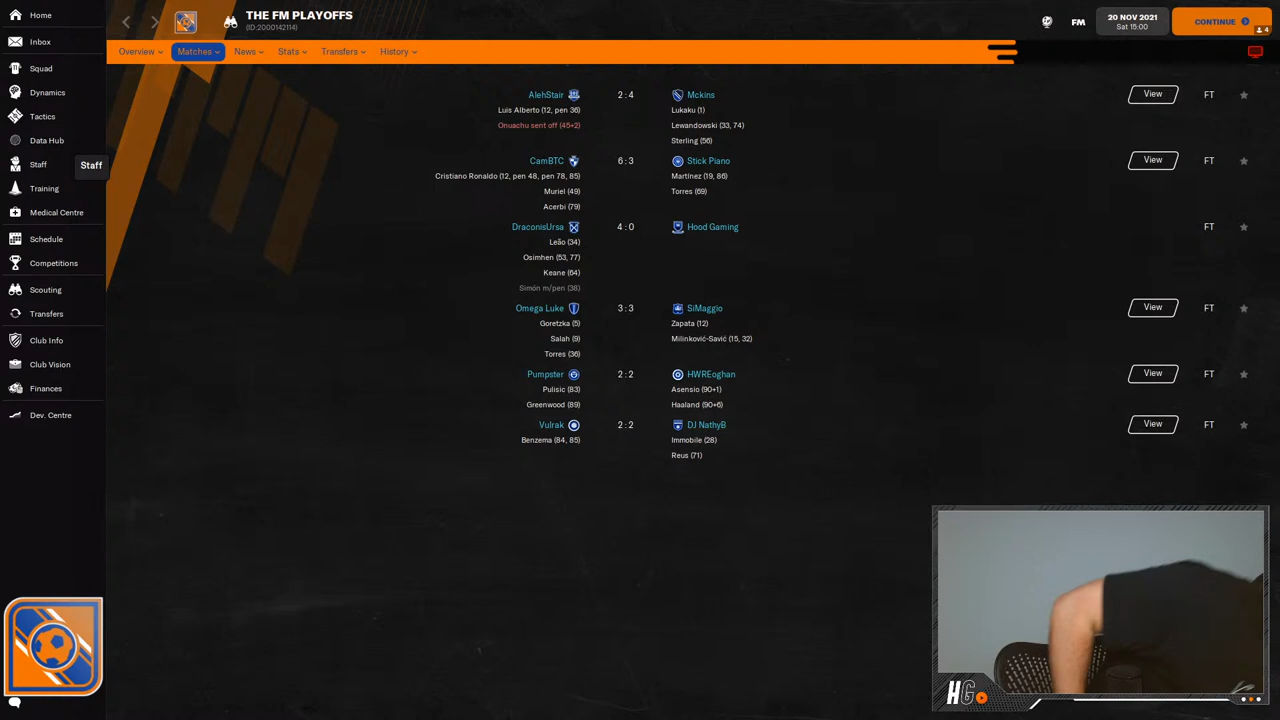 Home
THE FM PLAYOFFS
(ID:2000142114)
FM
20 NOV 2021
Sat 15:00
CONTINUE
4
Inbox
Overview
Matches
News
Stats
Transfers
History
Squad
Dynamics
Tactics
Data Hub
Staff
Staff
Training
Medical Centre
Schedule
Competitions
Scouting
Transfers
Club Info
Club Vision
Finances
Dev. Centre
AlehStair 2 : 4 Mckins View FT
Luis Alberto (12, pen 36) Lukaku (1)
Onuachu sent off (45+2) Lewandowski (33, 74)
Sterling (56)
CamBTC 6 : 3 Stick Piano View FT
Cristiano Ronaldo (12, pen 48, pen 78, 85) Martínez (19, 86)
Muriel (49) Torres (69)
Acerbi (79)
DraconisUrsa 4 : 0 Hood Gaming FT
Leão (34)
Osimhen (53, 77)
Keane (64)
Simón m/pen (38)
Omega Luke 3 : 3 SiMaggio View FT
Goretzka (5) Zapata (12)
Salah (9) Milinković-Savić (15, 32)
Torres (36)
Pumpster 2 : 2 HWREoghan View FT
Pulisic (83) Asensio (90+1)
Greenwood (89) Haaland (90+6)
Vulrak 2 : 2 DJ NathyB View FT
Benzema (84, 85) Immobile (28)
Reus (71)
HG